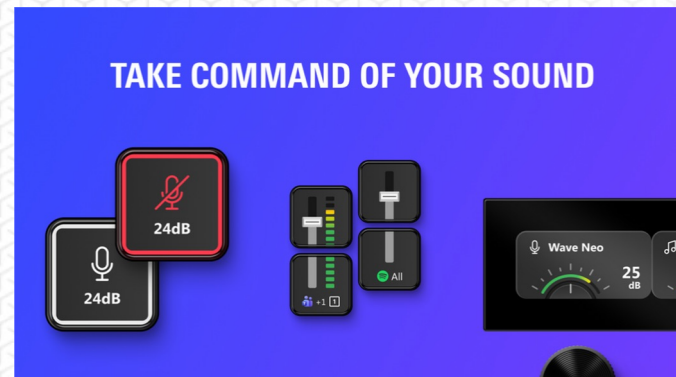 TAKE COMMAND OF YOUR SOUND
24dB
24dB
+1 1
All
Wave Neo
25
dB